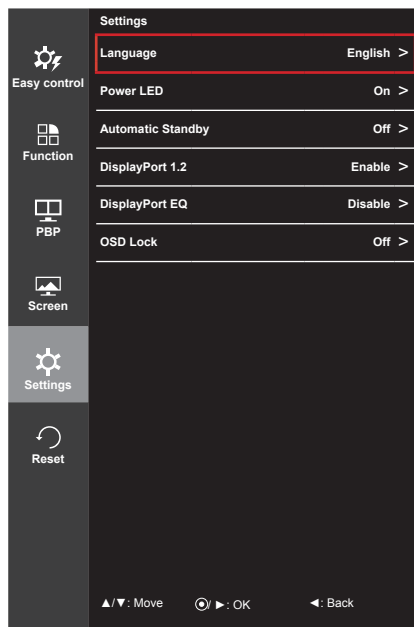 Easy control
Function
PBP
Screen
Settings
Reset
Settings
Language English >
Power LED On >
Automatic Standby Off >
DisplayPort 1.2 Enable >
DisplayPort EQ Disable >
OSD Lock Off >
▲/▼: Move ◉/ ►: OK ◄: Back